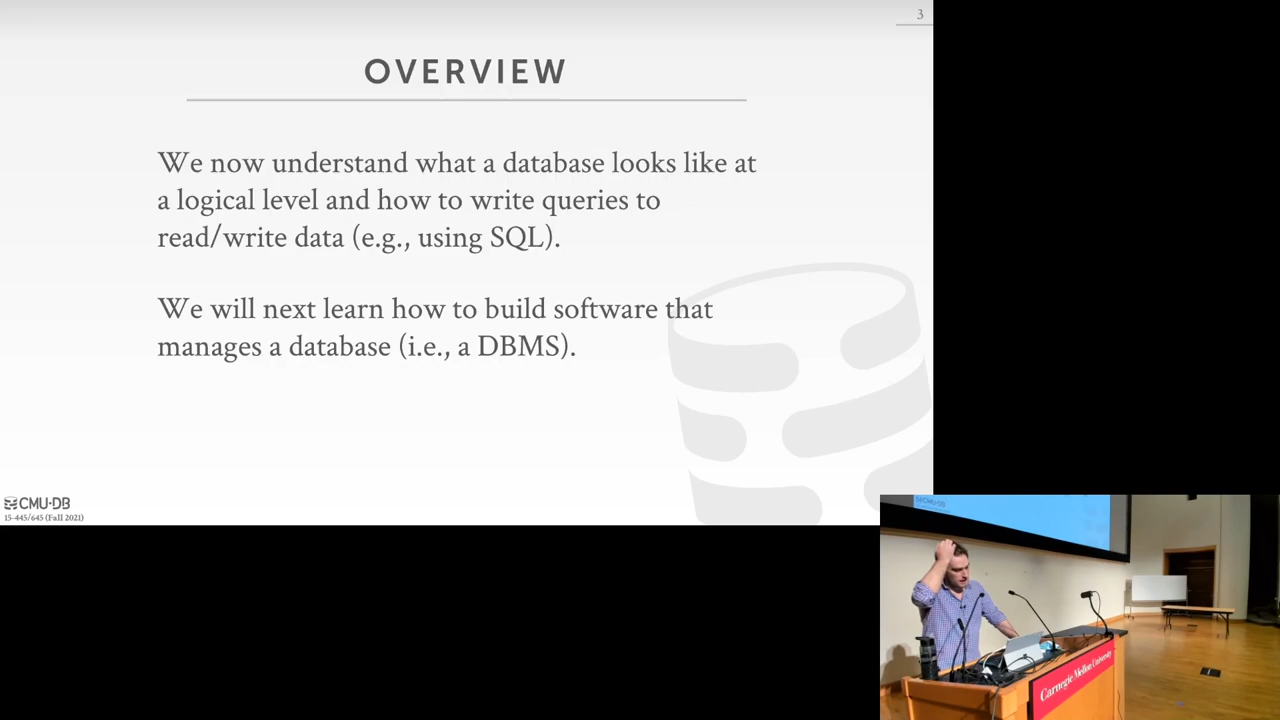 3
OVERVIEW
We now understand what a database looks like at
a logical level and how to write queries to
read/write data (e.g., using SQL).
We will next learn how to build software that
manages a database (i.e., a DBMS).
CMU·DB
15-445/645 (Fall 2021)
CMU·DB
Carnegie Mellon University